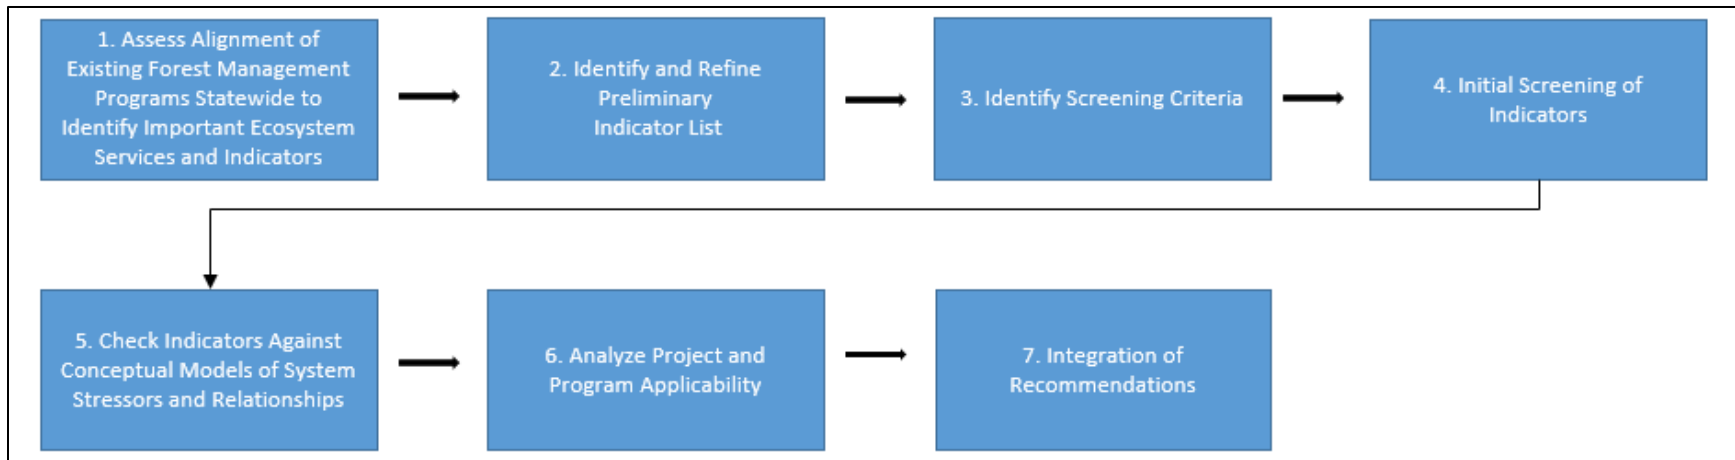 1. Assess Alignment of
Existing Forest Management
Programs Statewide to
Identify Important Ecosystem
Services and Indicators
2. Identify and Refine
Preliminary
Indicator List
3. Identify Screening Criteria
4. Initial Screening of
Indicators
5. Check Indicators Against
Conceptual Models of System
Stressors and Relationships
6. Analyze Project and
Program Applicability
7. Integration of
Recommendations